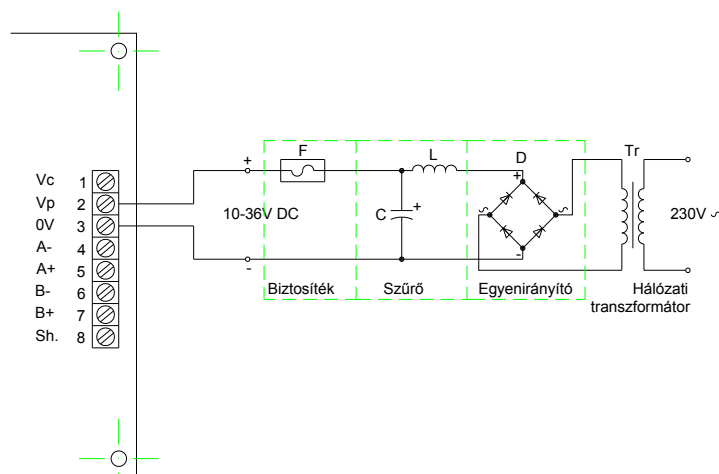 Vc 1
Vp 2
0V 3
A- 4
A+ 5
B- 6
B+ 7
Sh. 8
+
10-36V DC
-
F
Biztosíték
L
C +
Szűrő
D
+
~ ~
-
Egyenirányító
Tr
230V ~
Hálózati
transzformátor